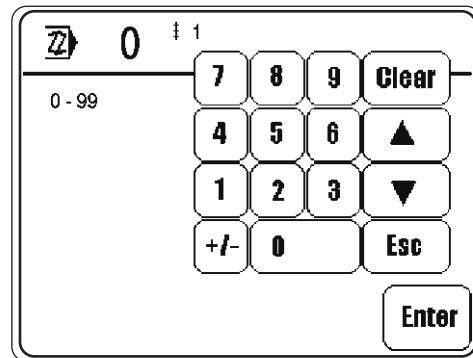 0 1
7 8 9 Clear
0 - 99
4 5 6 ▲
1 2 3 ▼
+/- 0 Esc
Enter